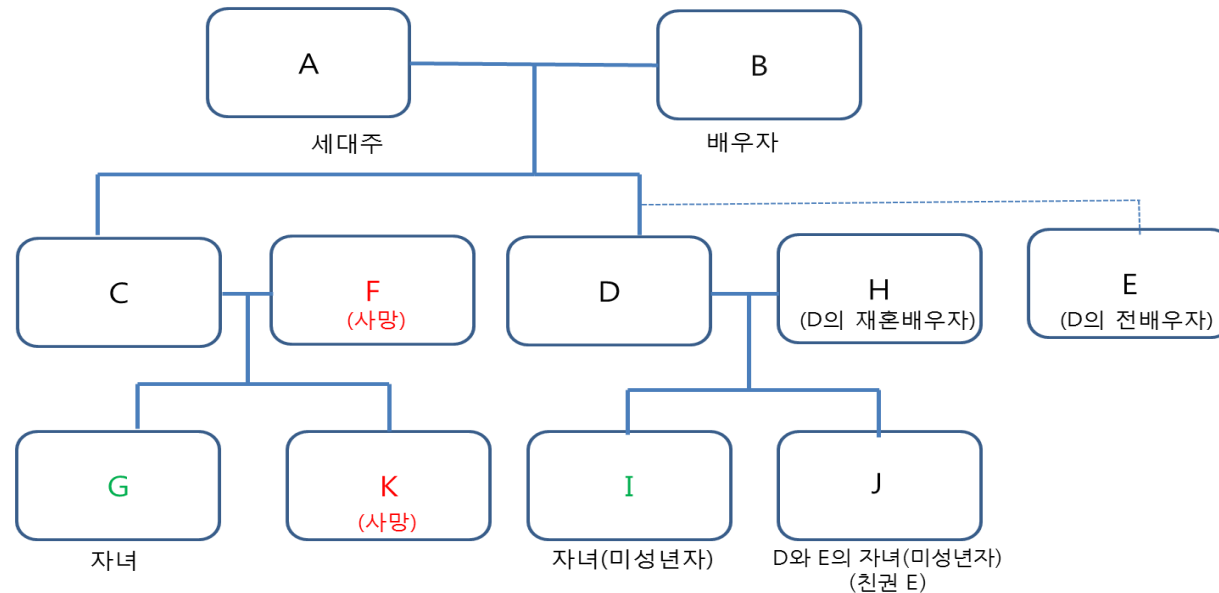 A
B
세대주
배우자
C
F
(사망)
D
H
(D의 재혼배우자)
E
(D의 전배우자)
G
K
(사망)
I
J
자녀
자녀(미성년자)
D와 E의 자녀(미성년자)
(친권 E)